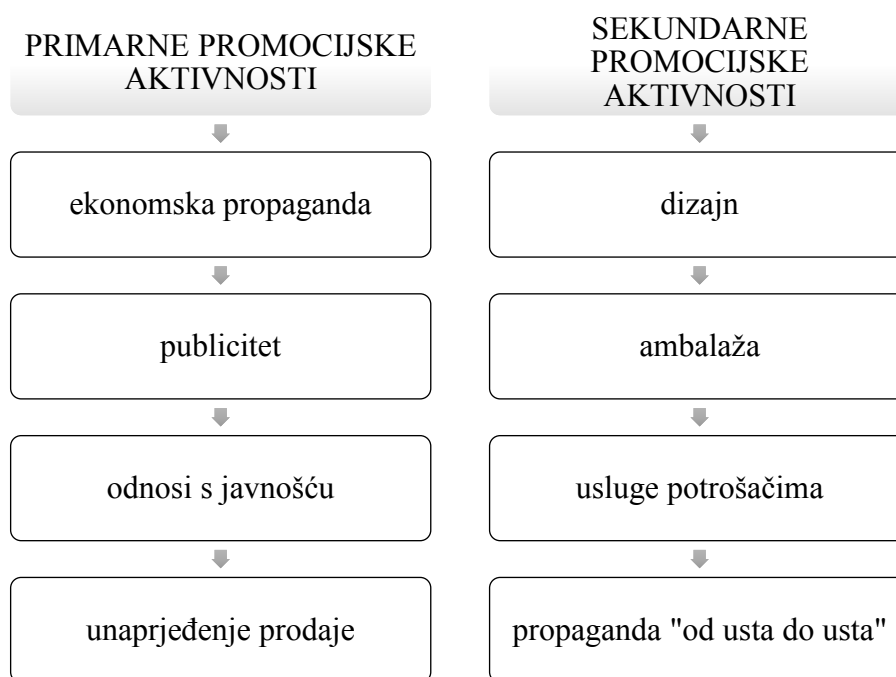 PRIMARNE PROMOCIJSKE
AKTIVNOSTI
ekonomska propaganda
publicitet
odnosi s javnošću
unaprjeđenje prodaje
SEKUNDARNE
PROMOCIJSKE
AKTIVNOSTI
dizajn
ambalaža
usluge potrošačima
propaganda "od usta do usta"